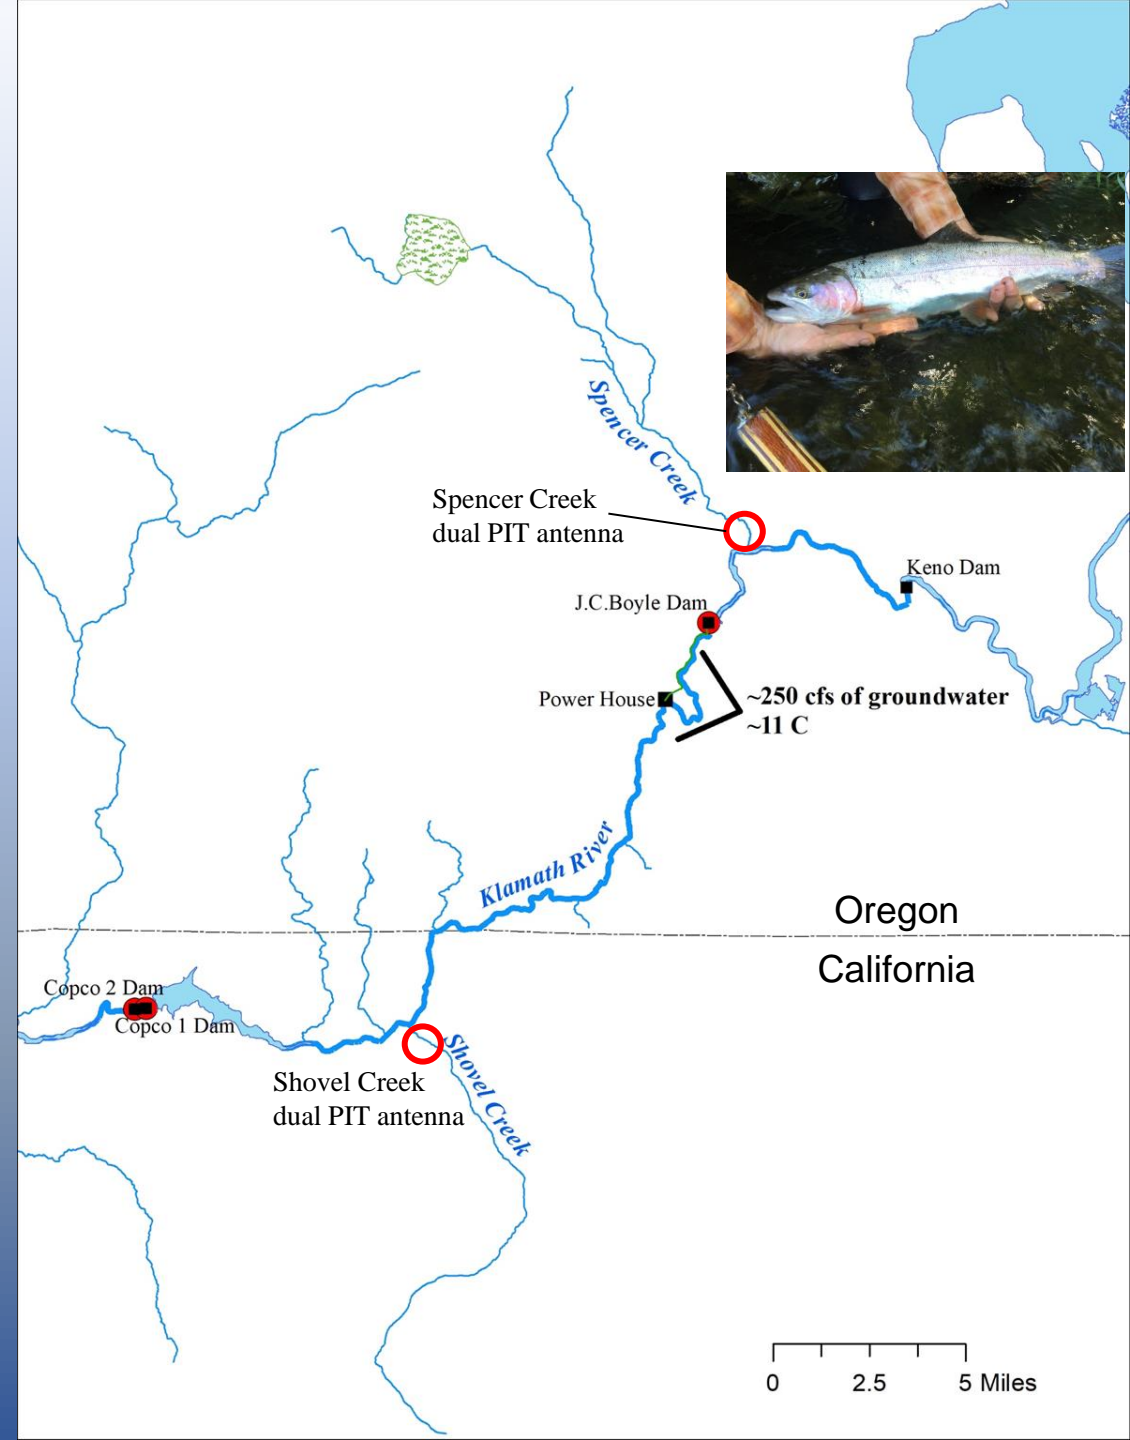 Spencer Creek
Spencer Creek
dual PIT antenna
Keno Dam
J.C.Boyle Dam
Power House
~250 cfs of groundwater
~11 C
Klamath River
Oregon
California
Copco 2 Dam
Copco 1 Dam
Shovel Creek
Shovel Creek
dual PIT antenna
0 2.5 5 Miles